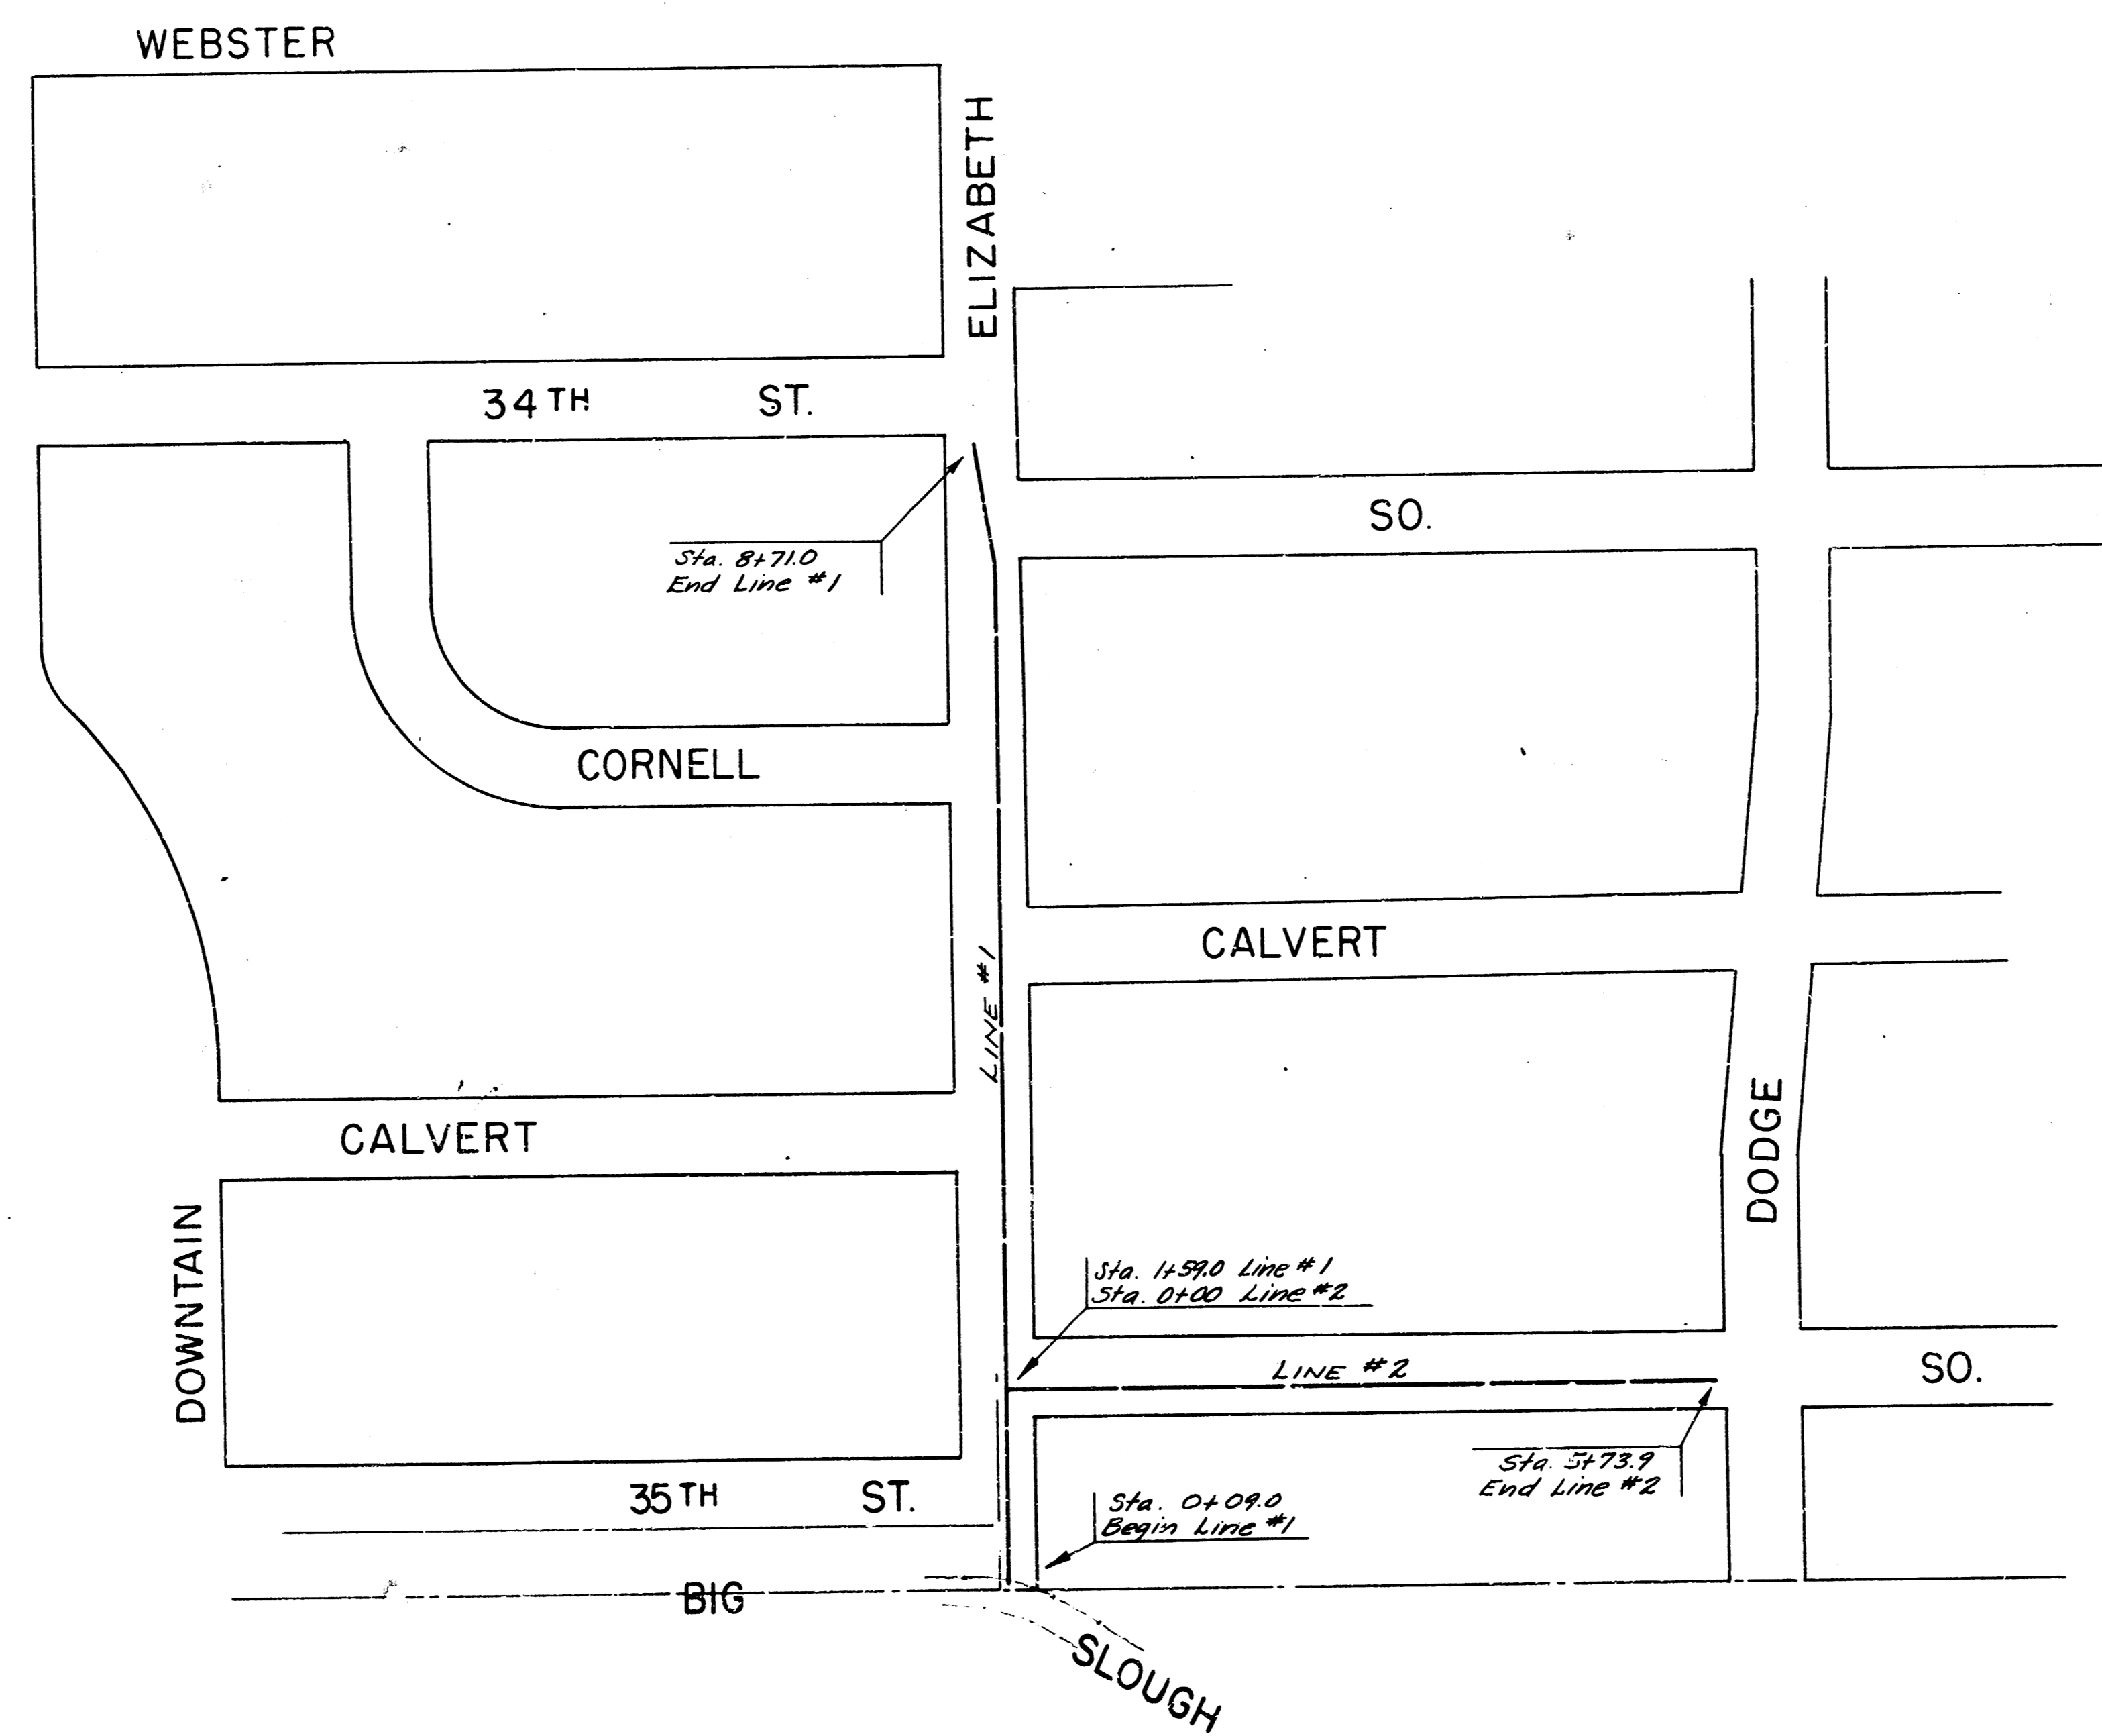 WEBSTER
ELIZABETH
34TH ST.
SO.
Sta. 8+71.0
End Line #1
CORNELL
CALVERT
LINE #1
CALVERT
DODGE
DOWNTAIN
Sta. 1+59.0 Line #1
Sta. 0+00 Line #2
LINE #2
SO.
Sta. 5+73.9
End Line #2
35TH ST.
Sta. 0+09.0
Begin Line #1
BIG
SLOUGH